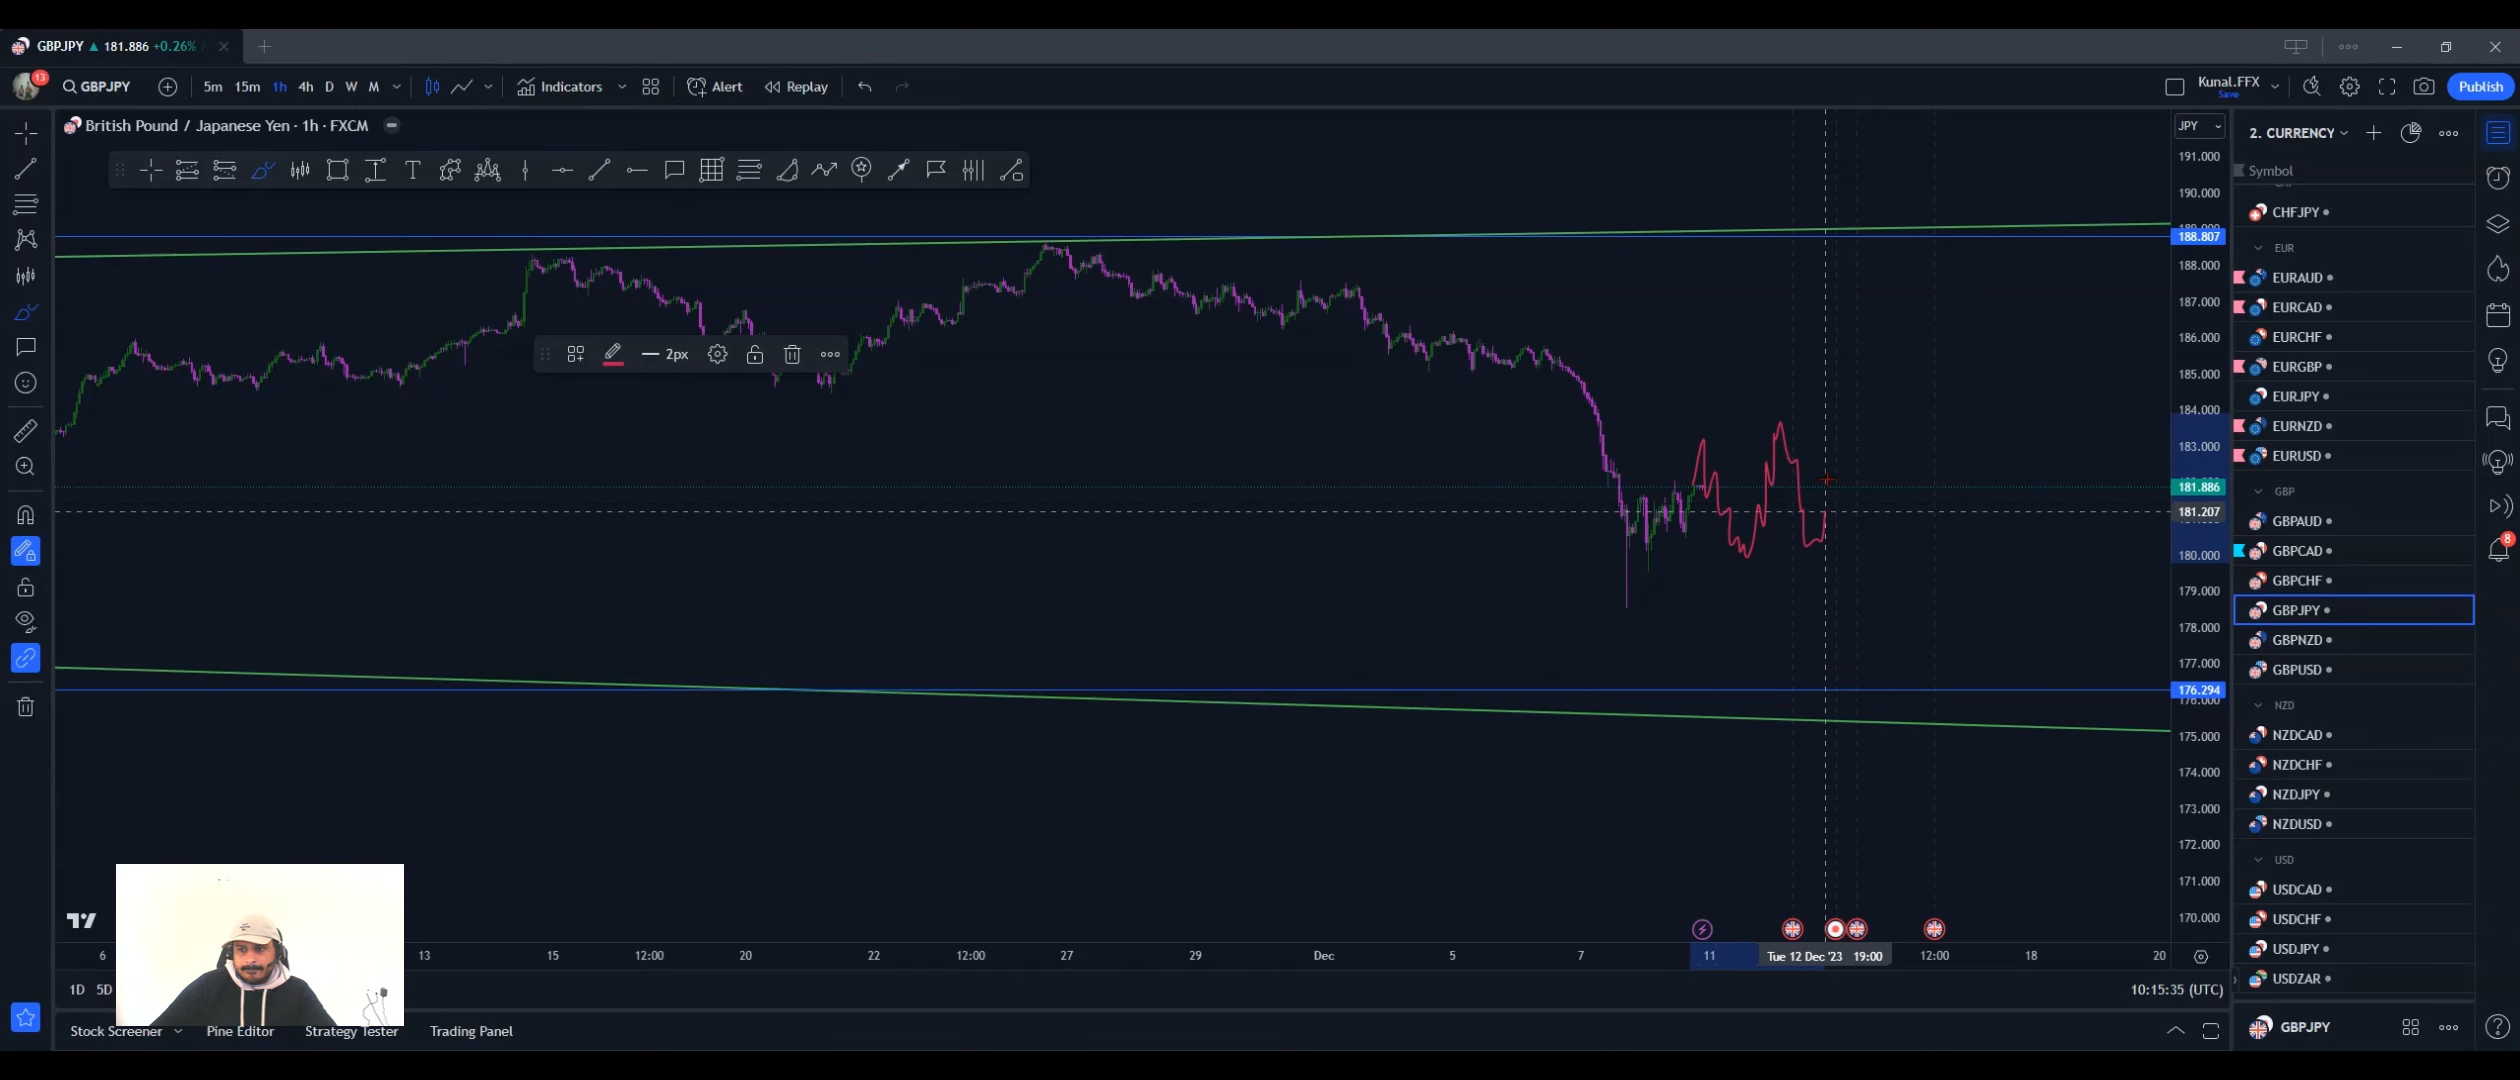 GBPJPY 181.886 +0.26%
13
GBPJPY 5m 15m 1h 4h D W M Indicators Alert Replay Kunal.FFX Save Publish
British Pound / Japanese Yen · 1h · FXCM
JPY
2. CURRENCY
T
Symbol
2px
191.000
190.000
188.807
188.000
187.000
186.000
185.000
184.000
183.000
181.886
181.207
180.000
179.000
178.000
177.000
176.294
176.000
175.000
174.000
173.000
172.000
171.000
170.000
CHFJPY
EUR
EURAUD
EURCAD
EURCHF
EURGBP
EURJPY
EURNZD
EURUSD
GBP
GBPAUD
GBPCAD
8
GBPCHF
GBPJPY
GBPNZD
GBPUSD
NZD
NZDCAD
NZDCHF
NZDJPY
NZDUSD
USD
USDCAD
USDCHF
USDJPY
USDZAR
6 13 15 12:00 20 22 12:00 27 29 Dec 5 7 11 Tue 12 Dec '23 19:00 12:00 18 20
1D 5D
10:15:35 (UTC)
Stock Screener Pine Editor Strategy Tester Trading Panel
GBPJPY